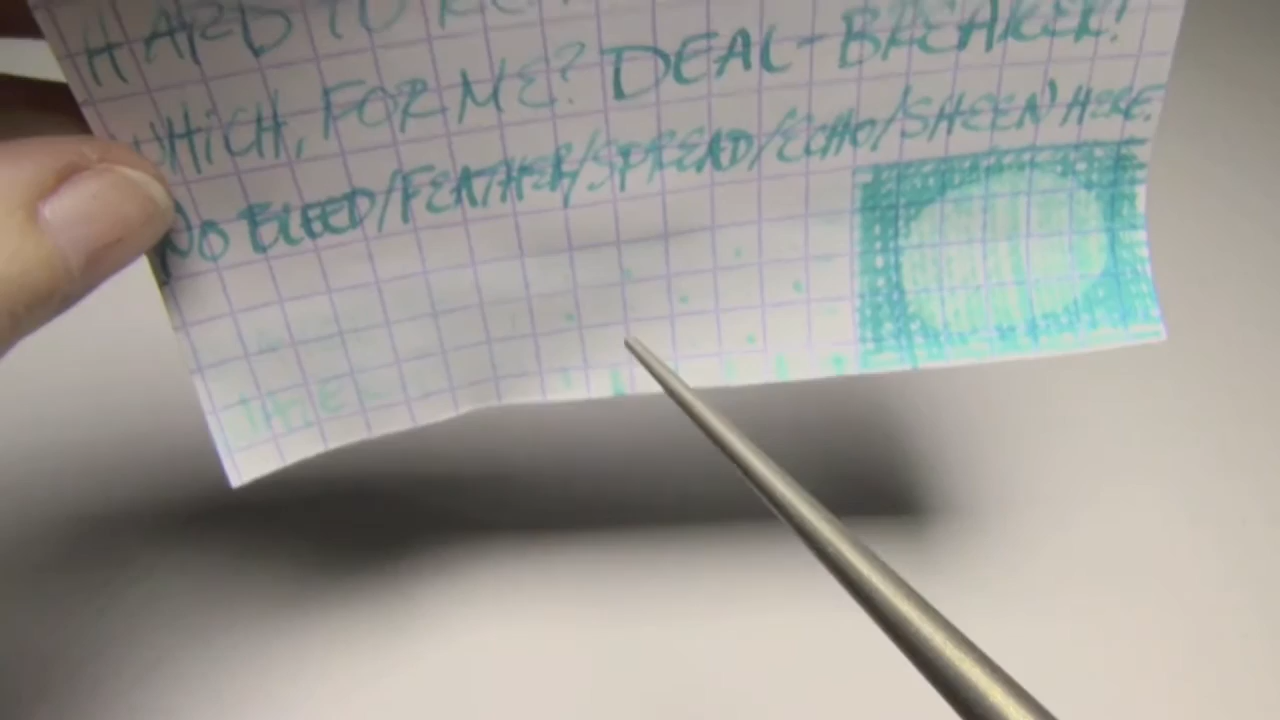 HARD TO
WHICH, FOR ME? DEAL-BREAKER!
NO BLEED/FEATHER/SPREAD/ECHO/SHEEN HERE.